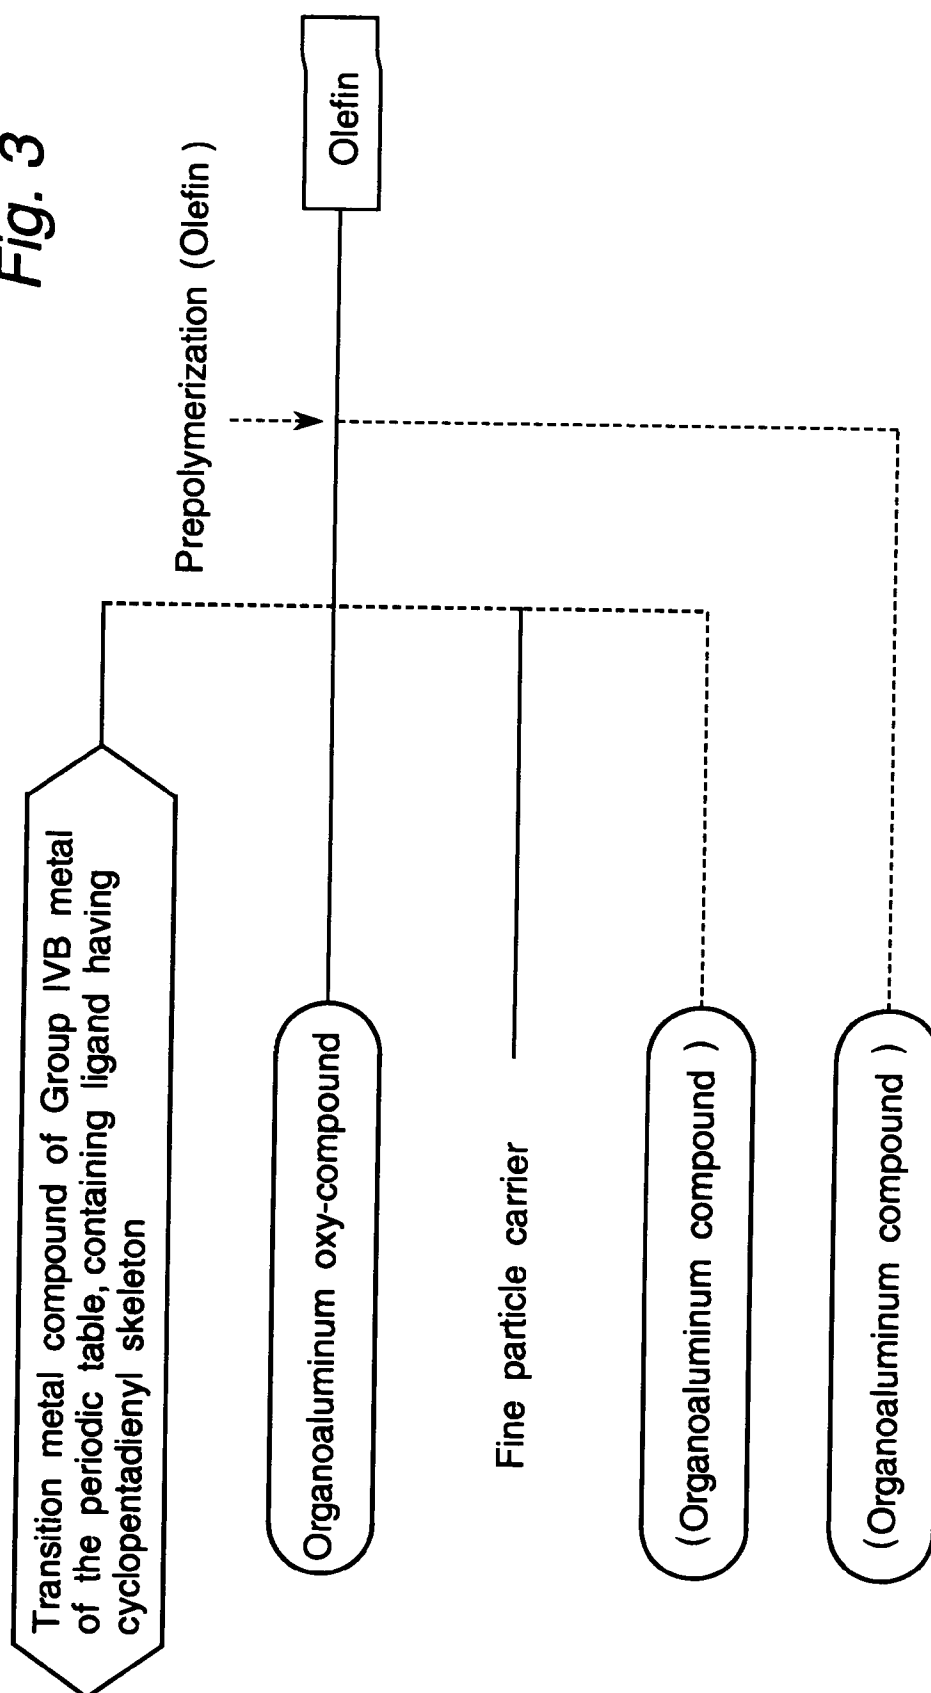 Fig. 3
Transition metal compound of Group IVB metal
of the periodic table, containing ligand having
cyclopentadienyl skeleton
Prepolymerization (Olefin )
Organoaluminum oxy-compound
Olefin
Fine particle carrier
(Organoaluminum compound )
(Organoaluminum compound )